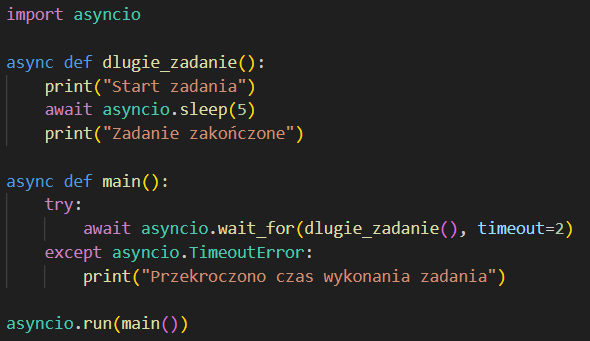 import asyncio

async def dlugie_zadanie():
    print("Start zadania")
    await asyncio.sleep(5)
    print("Zadanie zakończone")

async def main():
    try:
        await asyncio.wait_for(dlugie_zadanie(), timeout=2)
    except asyncio.TimeoutError:
        print("Przekroczono czas wykonania zadania")

asyncio.run(main())